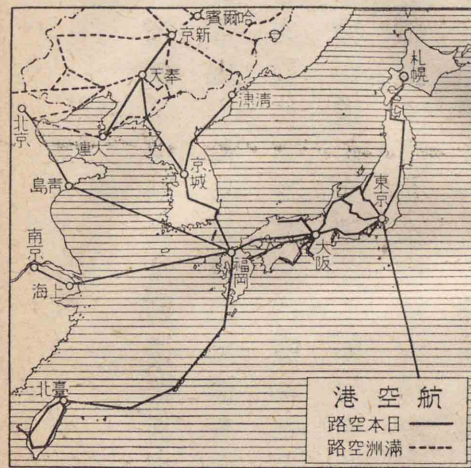 哈爾賓
新京
奉天
札幌
清津
北京
大連
京城
靑島
東京
南京
大阪
福岡
上海
臺北
航空港
日本空路
滿洲空路